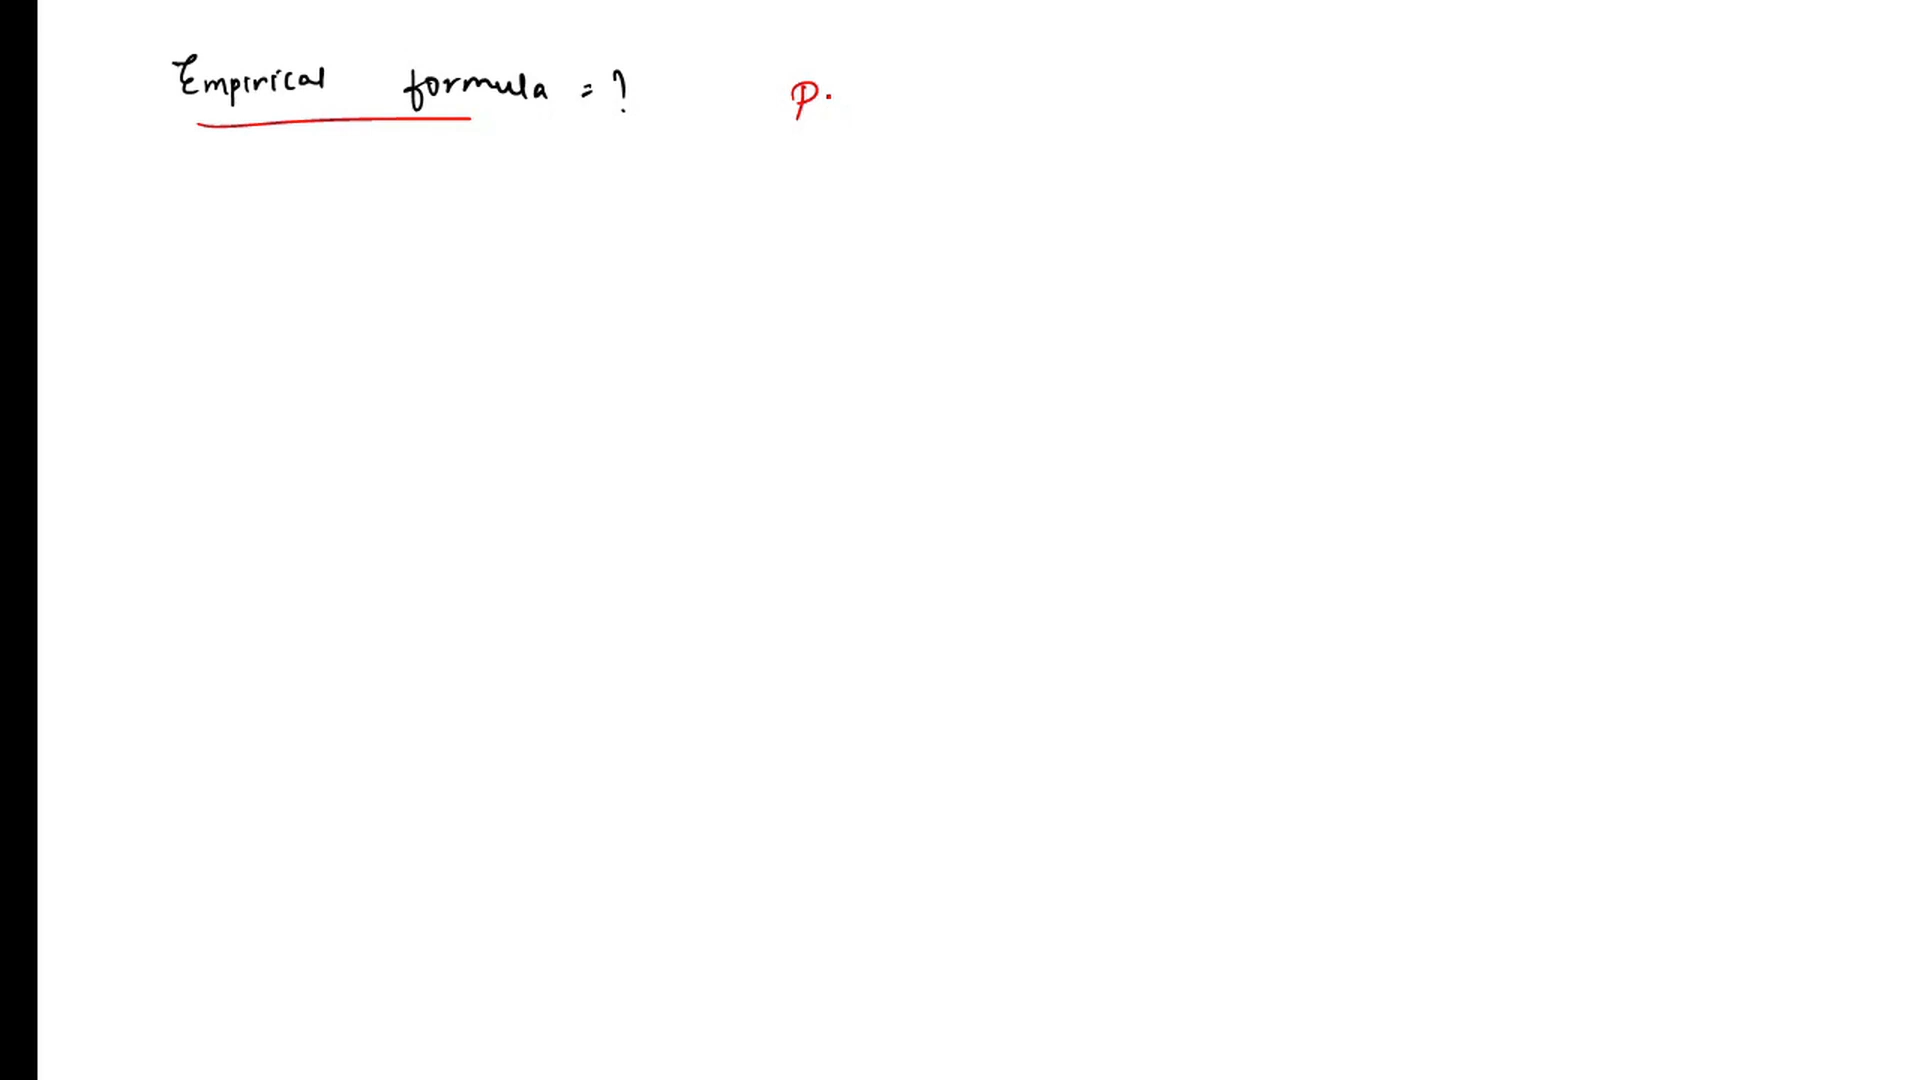 Empirical formula = ? P.